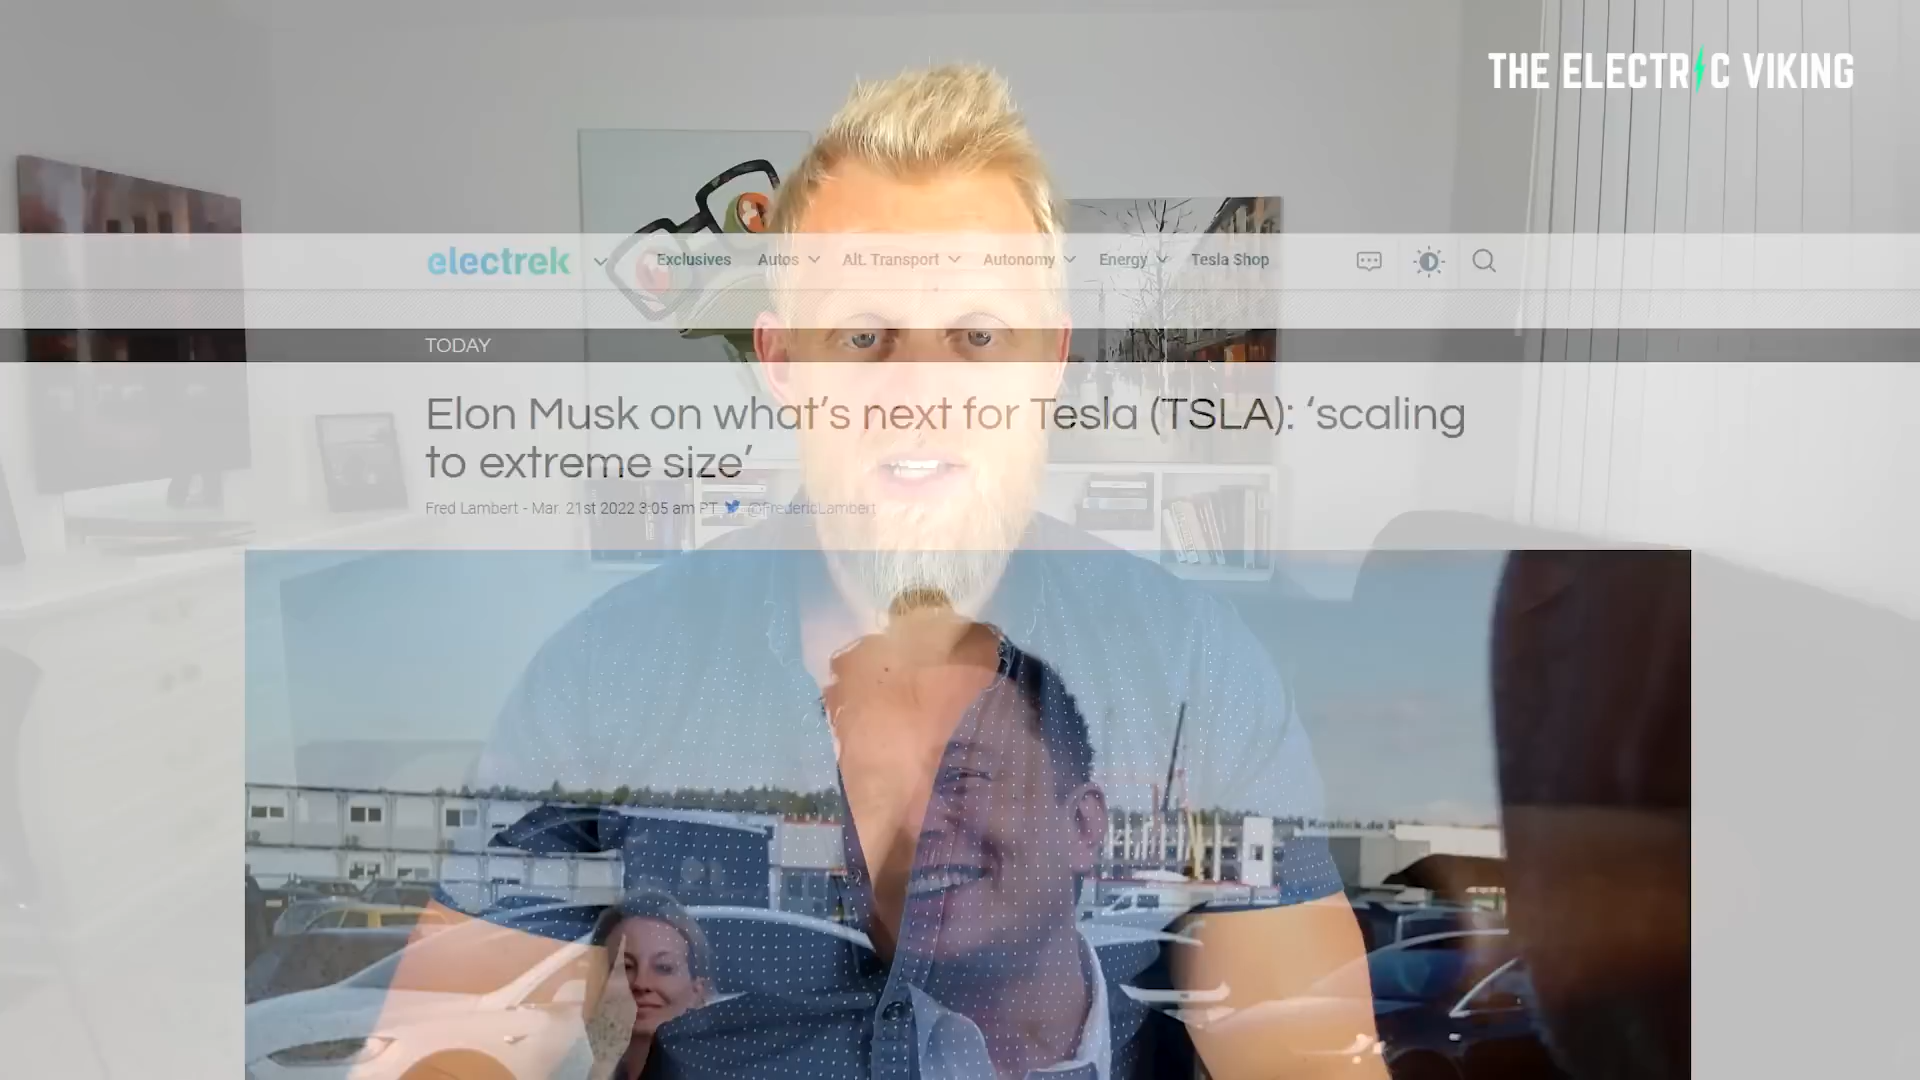 THE ELECTRIC VIKING
electrek
Exclusives Autos Alt. Transport Autonomy Energy Tesla Shop
TODAY
Elon Musk on what's next for Tesla (TSLA): 'scaling
to extreme size'
Fred Lambert - Mar. 21st 2022 3:05 am PT @FredericLambert